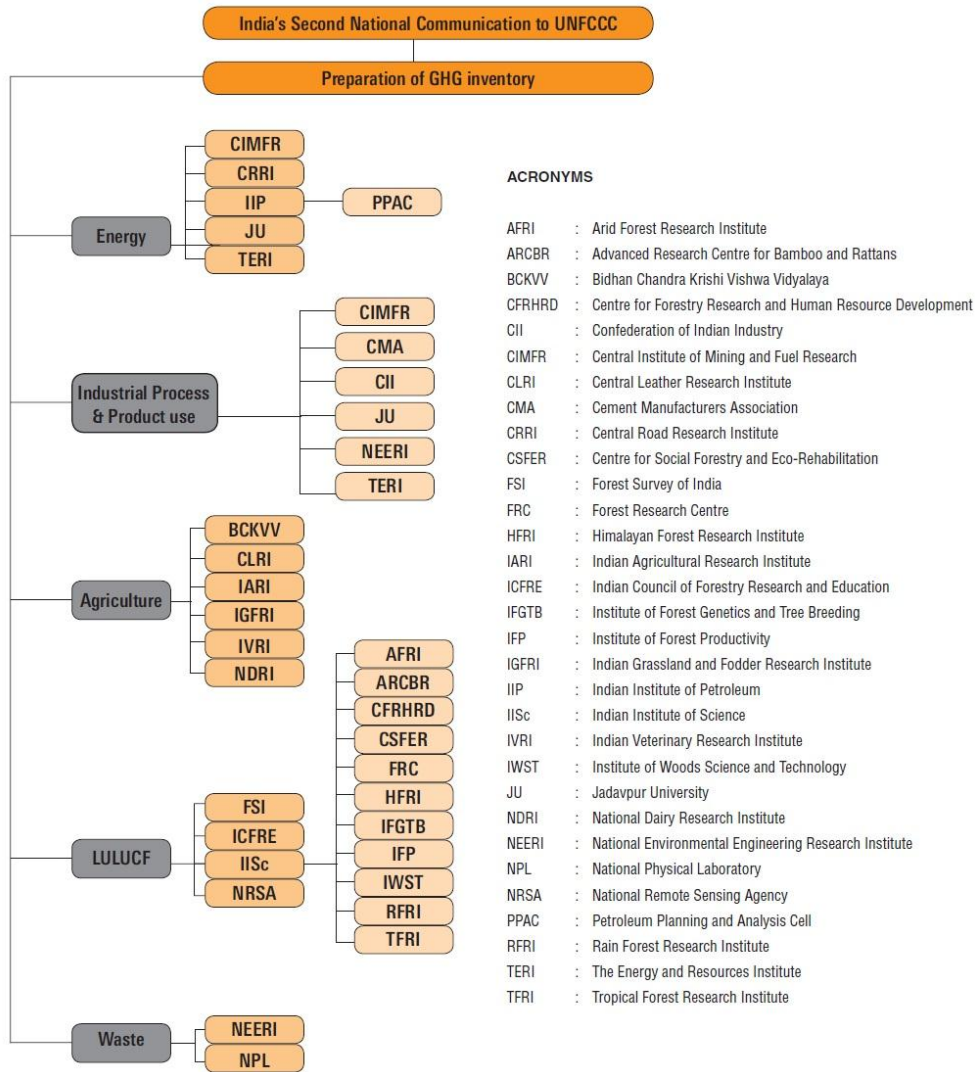 India's Second National Communication to UNFCCC
Preparation of GHG inventory
Energy
CIMFR
CRRI
IIP
JU
TERI
PPAC
Industrial Process
& Product use
CIMFR
CMA
CII
JU
NEERI
TERI
Agriculture
BCKVV
CLRI
IARI
IGFRI
IVRI
NDRI
LULUCF
FSI
ICFRE
IISc
NRSA
AFRI
ARCBR
CFRHRD
CSFER
FRC
HFRI
IFGTB
IFP
IWST
RFRI
TFRI
Waste
NEERI
NPL
ACRONYMS
AFRI : Arid Forest Research Institute
ARCBR : Advanced Research Centre for Bamboo and Rattans
BCKVV : Bidhan Chandra Krishi Vishwa Vidyalaya
CFRHRD : Centre for Forestry Research and Human Resource Development
CII : Confederation of Indian Industry
CIMFR : Central Institute of Mining and Fuel Research
CLRI : Central Leather Research Institute
CMA : Cement Manufacturers Association
CRRI : Central Road Research Institute
CSFER : Centre for Social Forestry and Eco-Rehabilitation
FSI : Forest Survey of India
FRC : Forest Research Centre
HFRI : Himalayan Forest Research Institute
IARI : Indian Agricultural Research Institute
ICFRE : Indian Council of Forestry Research and Education
IFGTB : Institute of Forest Genetics and Tree Breeding
IFP : Institute of Forest Productivity
IGFRI : Indian Grassland and Fodder Research Institute
IIP : Indian Institute of Petroleum
IISc : Indian Institute of Science
IVRI : Indian Veterinary Research Institute
IWST : Institute of Woods Science and Technology
JU : Jadavpur University
NDRI : National Dairy Research Institute
NEERI : National Environmental Engineering Research Institute
NPL : National Physical Laboratory
NRSA : National Remote Sensing Agency
PPAC : Petroleum Planning and Analysis Cell
RFRI : Rain Forest Research Institute
TERI : The Energy and Resources Institute
TFRI : Tropical Forest Research Institute